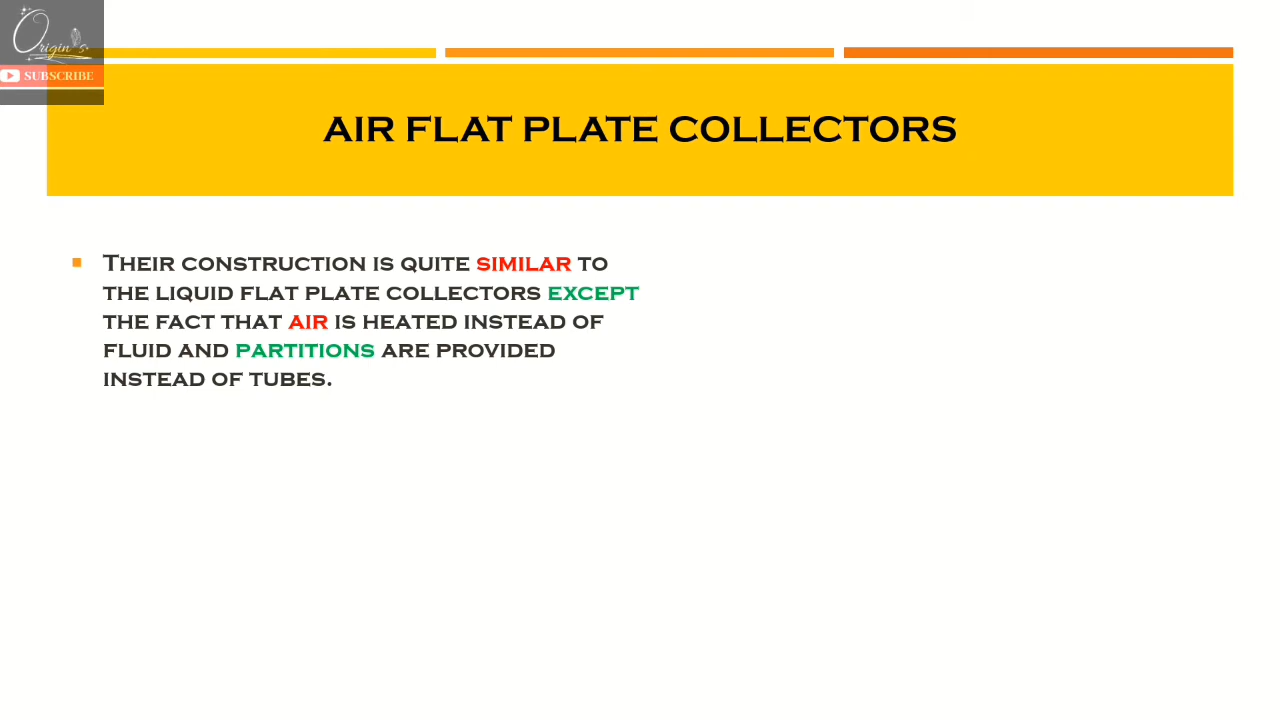 Origin's
SUBSCRIBE
AIR FLAT PLATE COLLECTORS
THEIR CONSTRUCTION IS QUITE SIMILAR TO
THE LIQUID FLAT PLATE COLLECTORS EXCEPT
THE FACT THAT AIR IS HEATED INSTEAD OF
FLUID AND PARTITIONS ARE PROVIDED
INSTEAD OF TUBES.